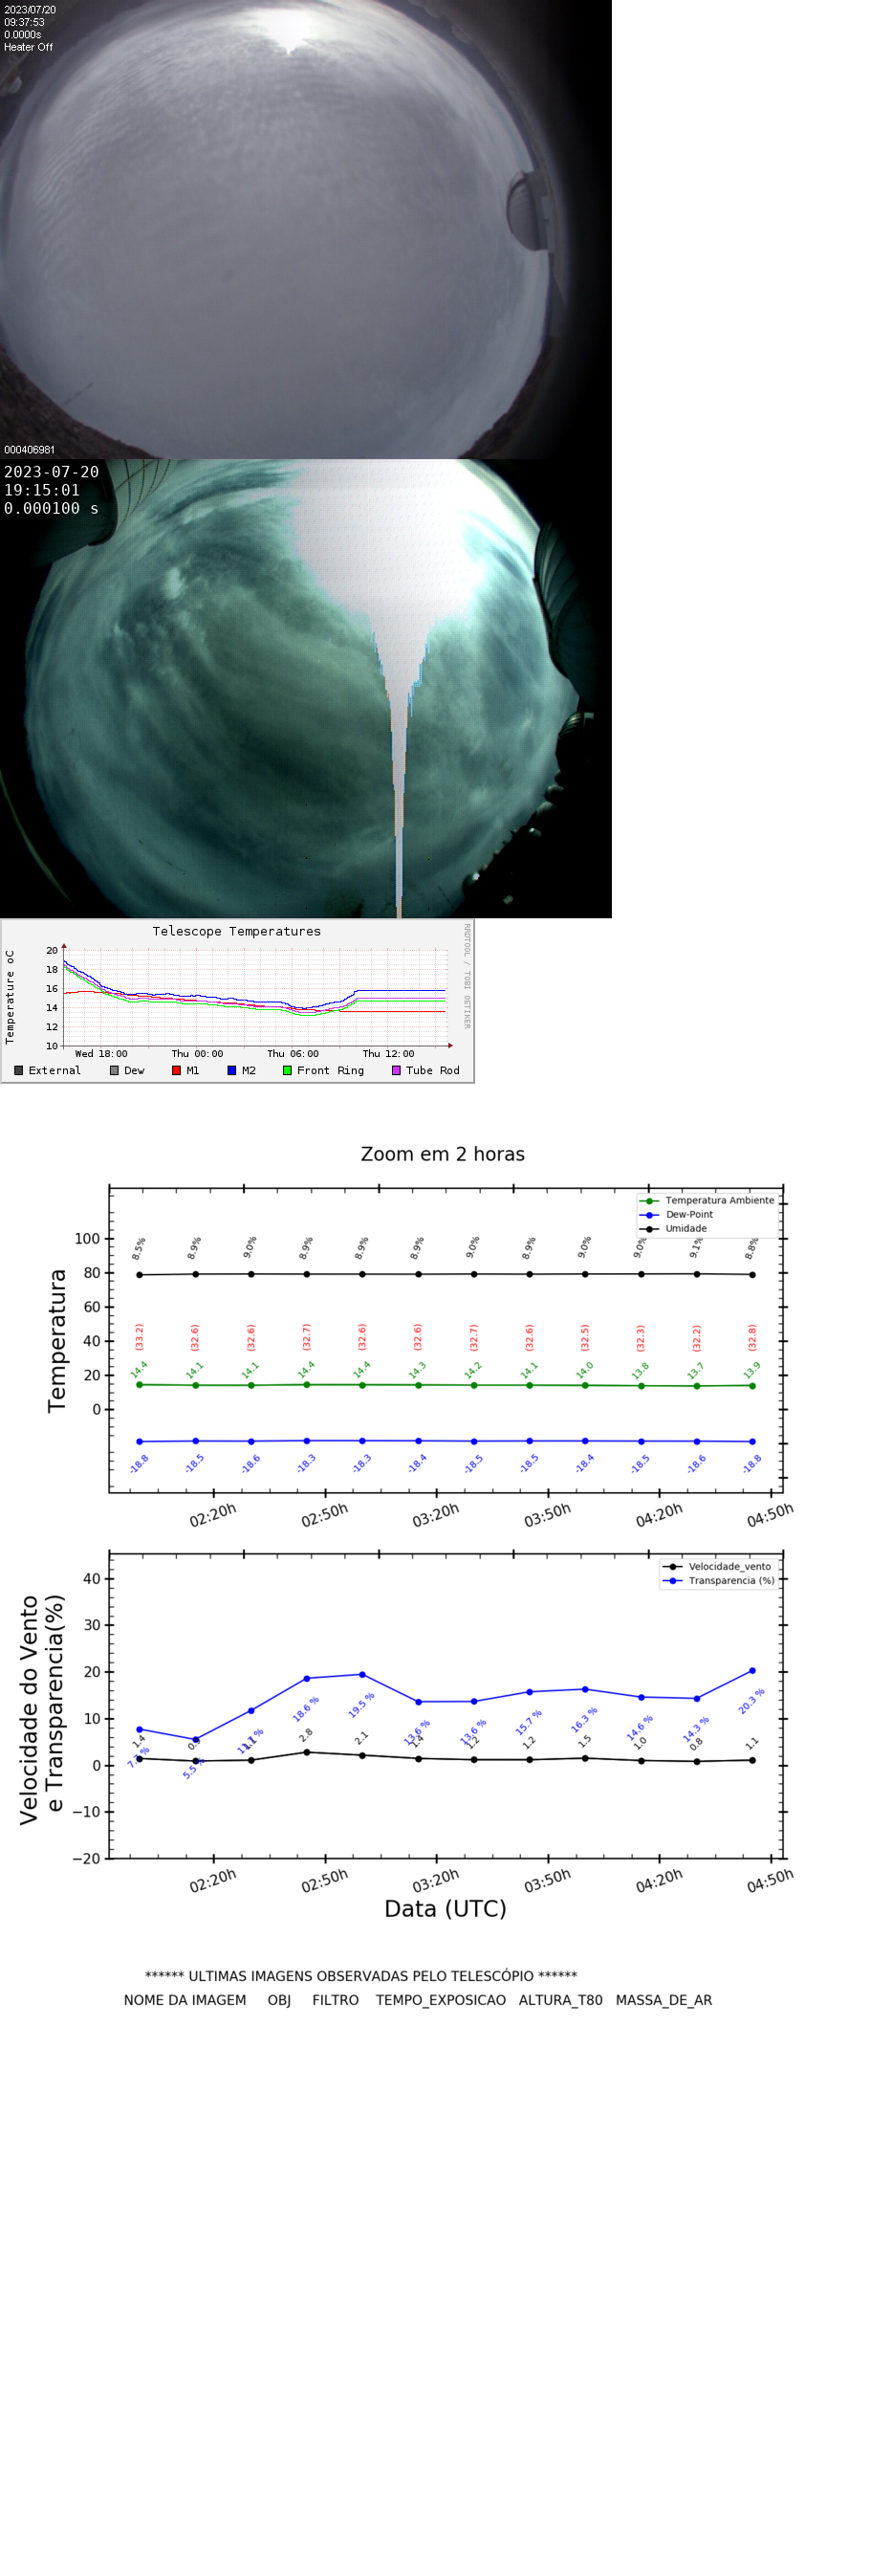 2023/07/20
09:37:53
0.0000s
Heater Off
000406981
2023-07-20
19:15:01
0.000100 s
Telescope Temperatures
RRDTOOL / TOBI OETIKER
Temperature oC
20
18
16
14
12
10
Wed 18:00 Thu 00:00 Thu 06:00 Thu 12:00
External Dew M1 M2 Front Ring Tube Rod
Zoom em 2 horas
Temperatura Ambiente
Dew-Point
Umidade
Temperatura
100
80
60
40
20
0
8.5% 8.9% 9.0% 8.9% 8.9% 8.9% 9.0% 8.9% 9.0% 9.0% 9.1% 8.8%
(33.2) (32.6) (32.6) (32.7) (32.6) (32.6) (32.7) (32.6) (32.5) (32.3) (32.2) (32.8)
14.4 14.1 14.1 14.4 14.4 14.3 14.2 14.1 14.0 13.8 13.7 13.9
-18.8 -18.5 -18.6 -18.3 -18.3 -18.4 -18.5 -18.5 -18.4 -18.5 -18.6 -18.8
02:20h 02:50h 03:20h 03:50h 04:20h 04:50h
Velocidade_vento
Transparencia (%)
Velocidade do Vento
e Transparencia(%)
40
30
20
10
0
−10
−20
18.6 % 19.5 % 13.6 % 13.6 % 15.7 % 16.3 % 14.6 % 14.3 % 20.3 %
1.4 2.8 2.1 1.4 1.2 1.2 1.5 1.0 0.8 1.1
02:20h 02:50h 03:20h 03:50h 04:20h 04:50h
Data (UTC)
****** ULTIMAS IMAGENS OBSERVADAS PELO TELESCÓPIO ******
NOME DA IMAGEM OBJ FILTRO TEMPO_EXPOSICAO ALTURA_T80 MASSA_DE_AR